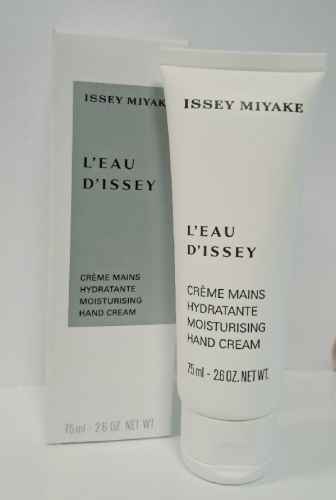 ISSEY MIYAKE
L'EAU
D'ISSEY
CRÈME MAINS
HYDRATANTE
MOISTURISING
HAND CREAM
75 ml - 2.6 OZ. NET WT.
ISSEY MIYAKE
L'EAU
D'ISSEY
CRÈME MAINS
HYDRATANTE
MOISTURISING
HAND CREAM
75 ml - 2.6 OZ. NET WT.